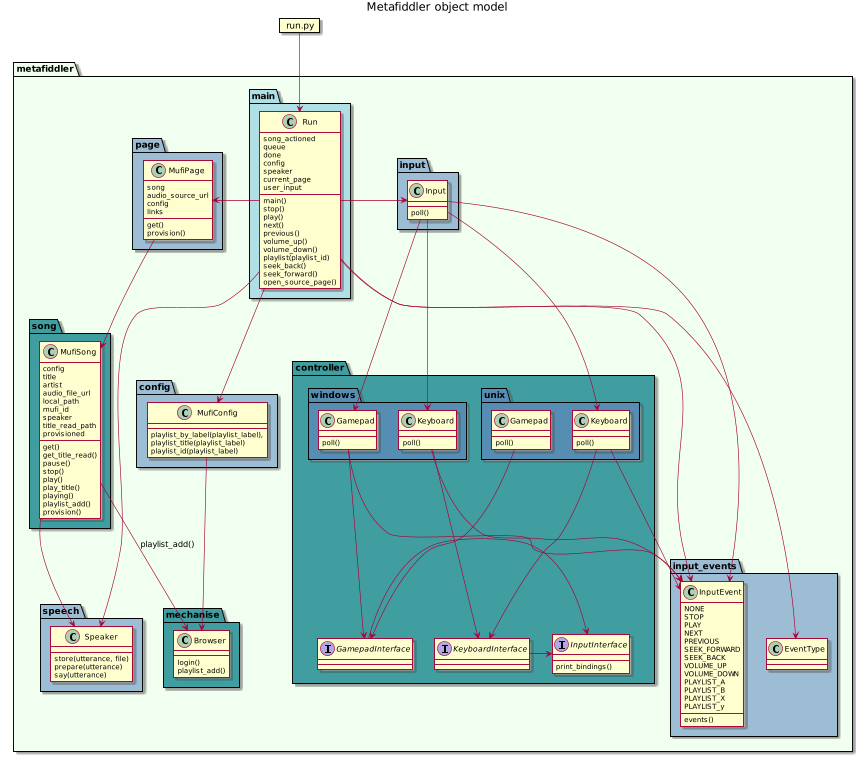 Metafiddler object model
run.py
metafiddler
main
C Run
song_actioned
queue
done
config
speaker
current_page
user_input
main()
stop()
play()
next()
previous()
volume_up()
volume_down()
playlist(playlist_id)
seek_back()
seek_forward()
open_source_page()
page
C MufiPage
song
audio_source_url
config
links
get()
provision()
input
C Input
poll()
song
C MufiSong
config
title
artist
audio_file_url
local_path
mufi_id
speaker
title_read_path
provisioned
get()
get_title_read()
pause()
stop()
play()
play_title()
playing()
playlist_add()
provision()
config
C MufiConfig
playlist_by_label(playlist_label),
playlist_title(playlist_label)
playlist_id(playlist_label)
controller
windows
C Gamepad
poll()
C Keyboard
poll()
unix
C Gamepad
poll()
C Keyboard
poll()
playlist_add()
speech
C Speaker
store(utterance, file)
prepare(utterance)
say(utterance)
mechanise
C Browser
login()
playlist_add()
I GamepadInterface
I KeyboardInterface
I InputInterface
print_bindings()
input_events
C InputEvent
NONE
STOP
PLAY
NEXT
PREVIOUS
SEEK_FORWARD
SEEK_BACK
VOLUME_UP
VOLUME_DOWN
PLAYLIST_A
PLAYLIST_B
PLAYLIST_X
PLAYLIST_y
events()
C EventType